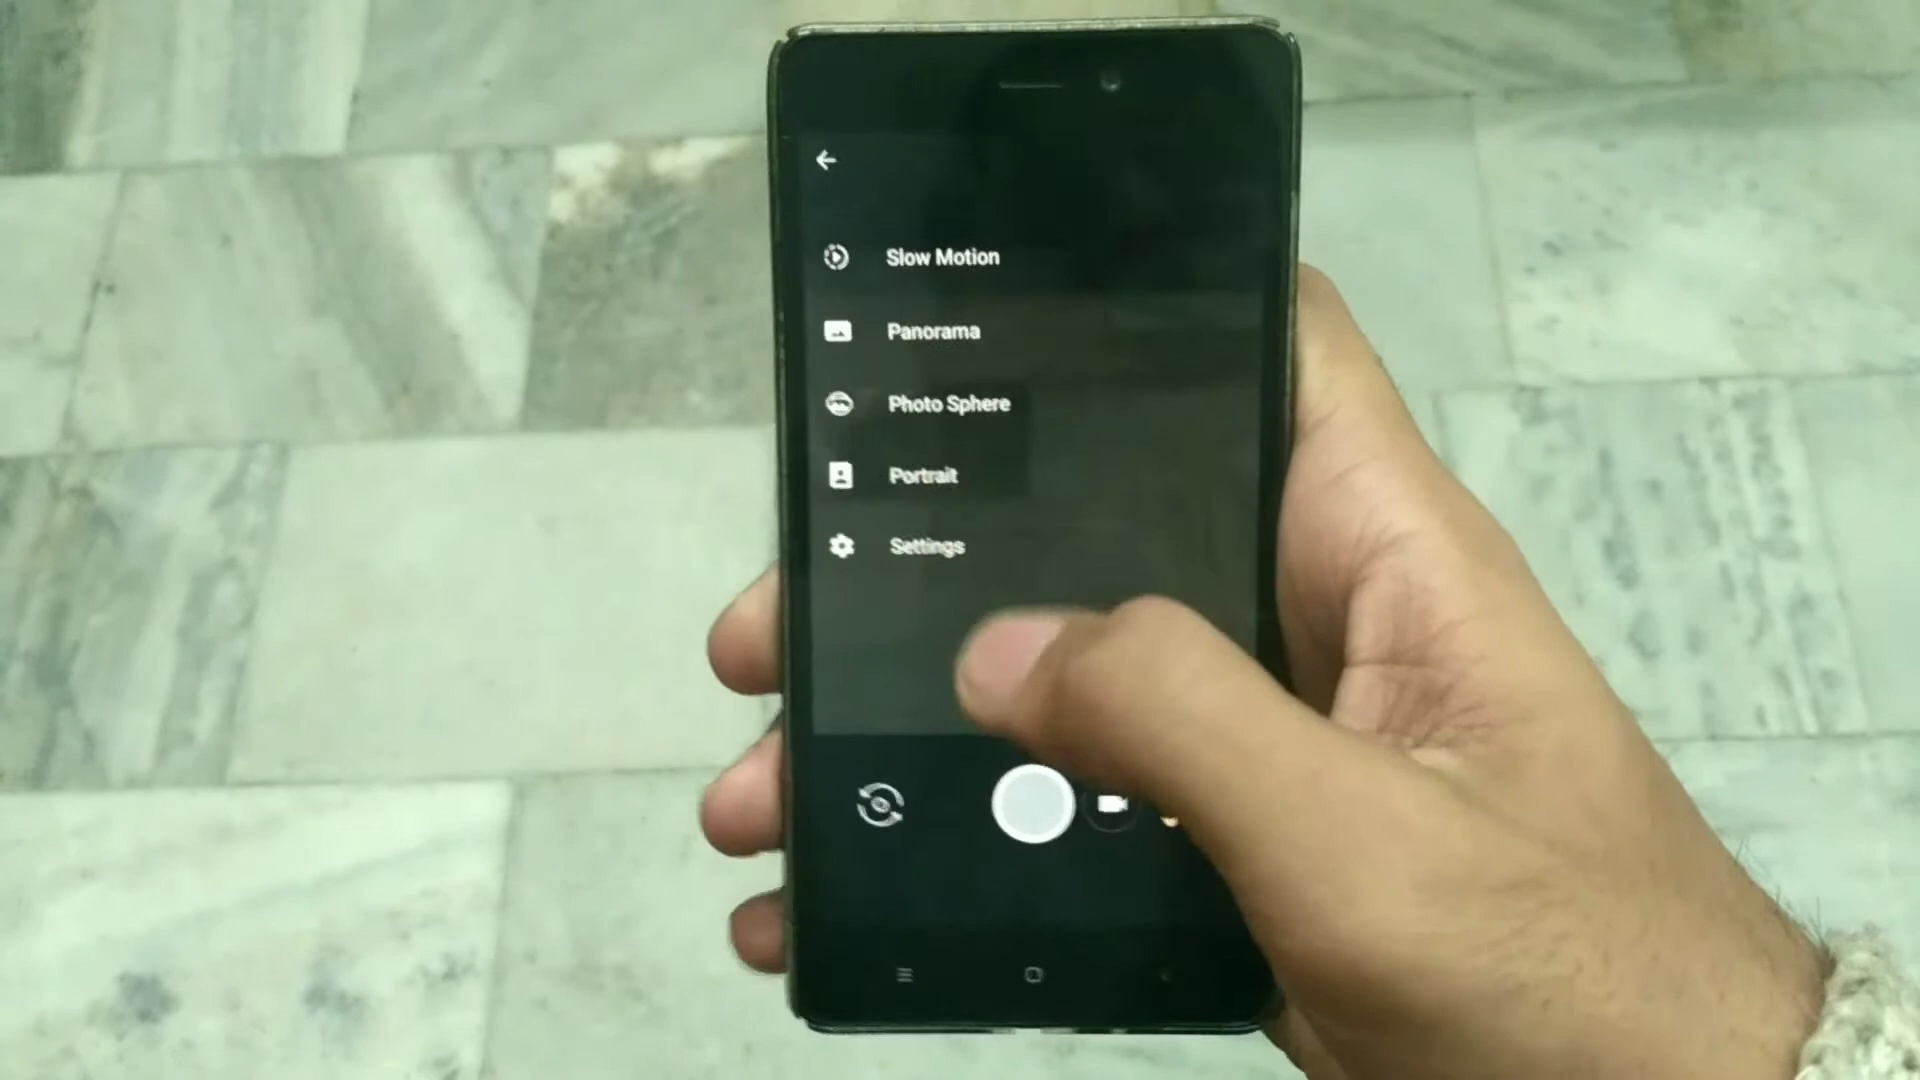 Slow Motion
Panorama
Photo Sphere
Portrait
Settings